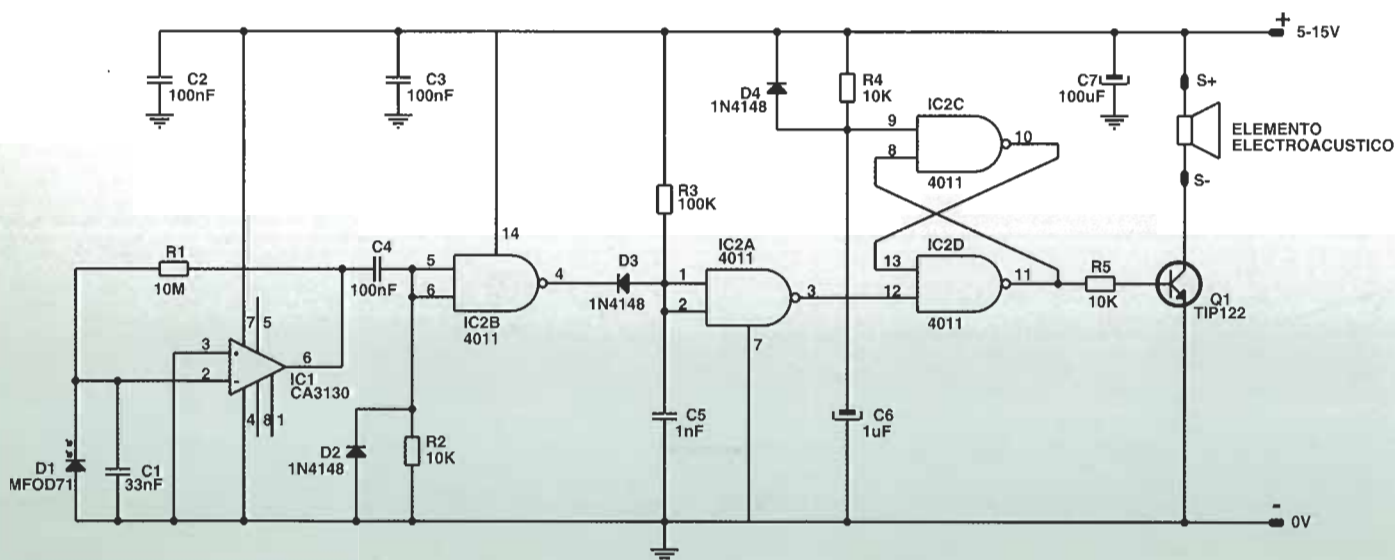 +
5-15V
C2
100nF
C3
100nF
D4
1N4148
R4
10K
C7
100uF
S+
IC2C
9
8
10
4011
ELEMENTO
ELECTROACUSTICO
S-
R3
100K
14
R1
10M
C4
100nF
5
6
4
IC2B
4011
D3
1N4148
IC2A
4011
1
2
3
7
IC2D
13
12
11
4011
R5
10K
Q1
TIP122
7
5
3
2
6
IC1
CA3130
4
8
1
D1
MFOD71
C1
33nF
D2
1N4148
R2
10K
C5
1nF
C6
1uF
-
0V